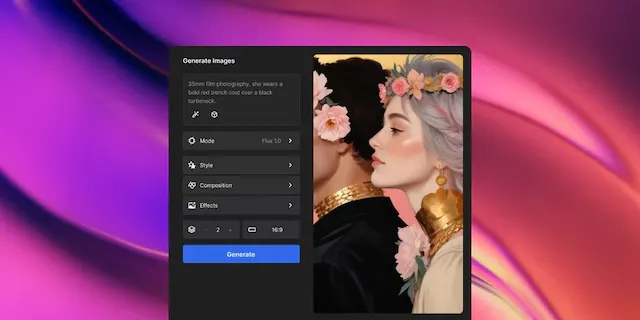 Generate Images
35mm film photography, she wears a
bold red trench coat over a black
turtleneck.
Mode Flux 1.0
Style
Composition
Effects
- 2 + 16:9
Generate